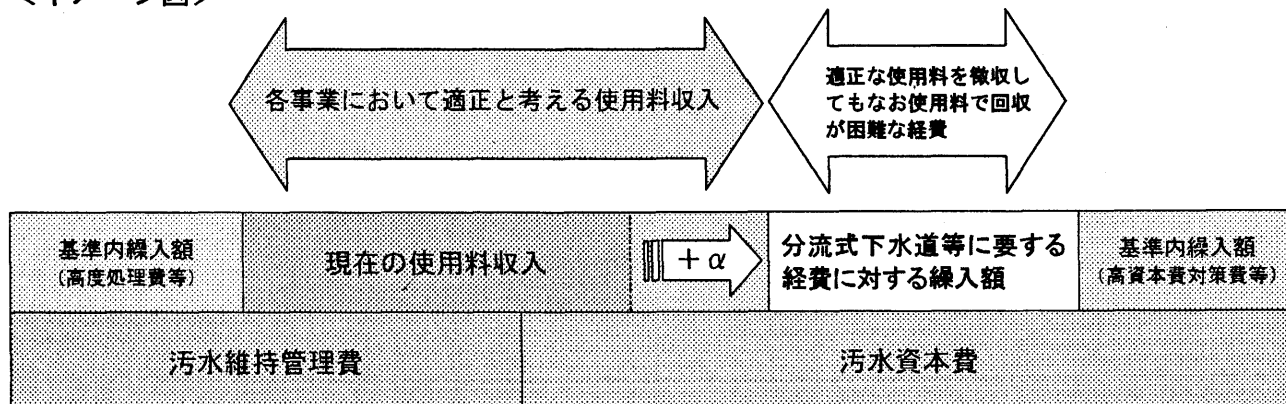 <イメージ図>
各事業において適正と考える使用料収入
適正な使用料を徴収し
てもなお使用料で回収
が困難な経費
基準内繰入額
(高度処理費等)
現在の使用料収入
+α
分流式下水道等に要する
経費に対する繰入額
基準内繰入額
(高資本費対策費等)
汚水維持管理費
汚水資本費